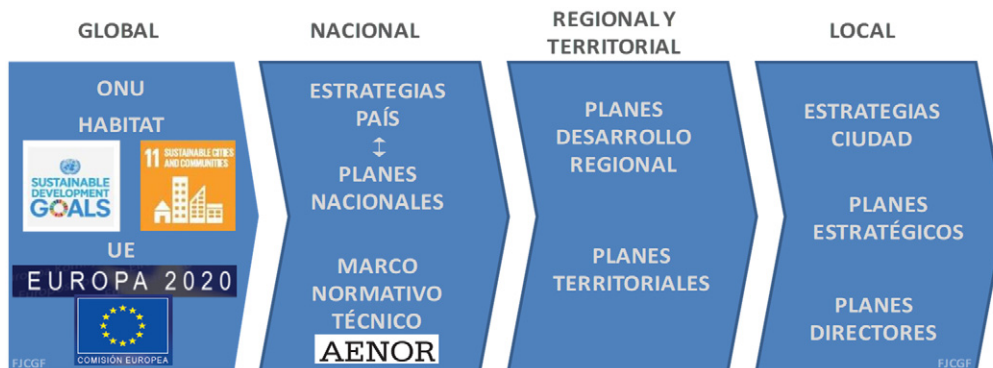 GLOBAL
ONU
HABITAT
SUSTAINABLE
DEVELOPMENT
GOALS
11 SUSTAINABLE CITIES
AND COMMUNITIES
UE
EUROPA 2020
COMISIÓN EUROPEA
FJCGF
NACIONAL
ESTRATEGIAS
PAÍS
PLANES
NACIONALES
MARCO
NORMATIVO
TÉCNICO
AENOR
REGIONAL Y
TERRITORIAL
PLANES
DESARROLLO
REGIONAL
PLANES
TERRITORIALES
LOCAL
ESTRATEGIAS
CIUDAD
PLANES
ESTRATÉGICOS
PLANES
DIRECTORES
FJCGF